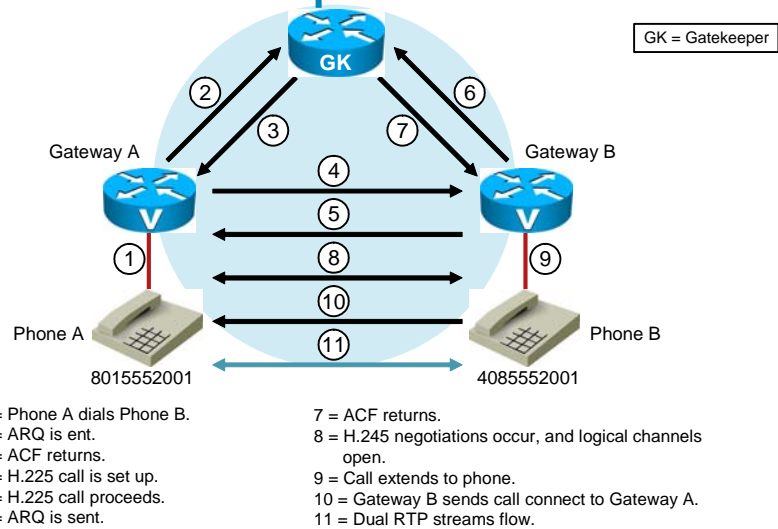 GK = Gatekeeper
GK
2
6
3
7
Gateway A
Gateway B
4
V
V
5
1
8
9
10
Phone A
Phone B
11
8015552001
4085552001
= Phone A dials Phone B.
= ARQ is ent.
= ACF returns.
= H.225 call is set up.
= H.225 call proceeds.
= ARQ is sent.
7 = ACF returns.
8 = H.245 negotiations occur, and logical channels
open.
9 = Call extends to phone.
10 = Gateway B sends call connect to Gateway A.
11 = Dual RTP streams flow.